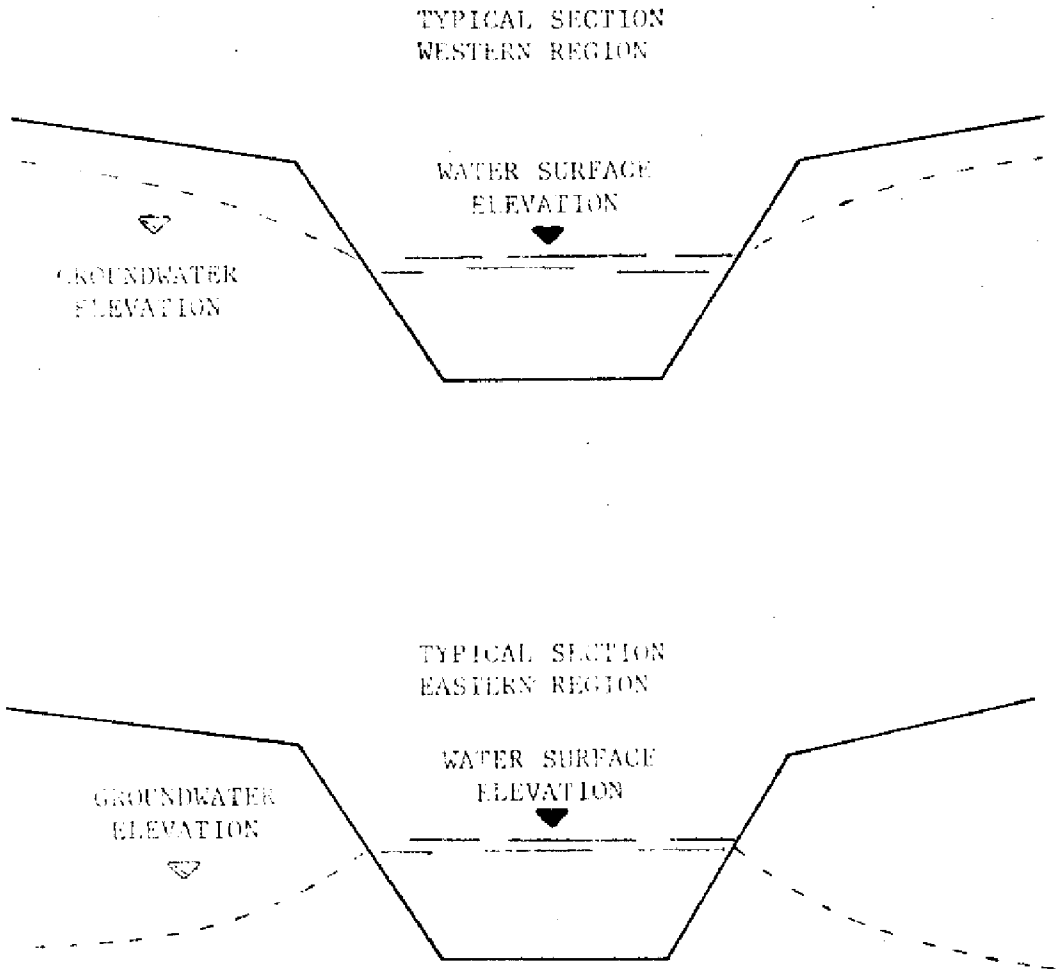 TYPICAL SECTION
WESTERN REGION
WATER SURFACE
ELEVATION
GROUNDWATER
ELEVATION
TYPICAL SECTION
EASTERN REGION
WATER SURFACE
ELEVATION
GROUNDWATER
ELEVATION